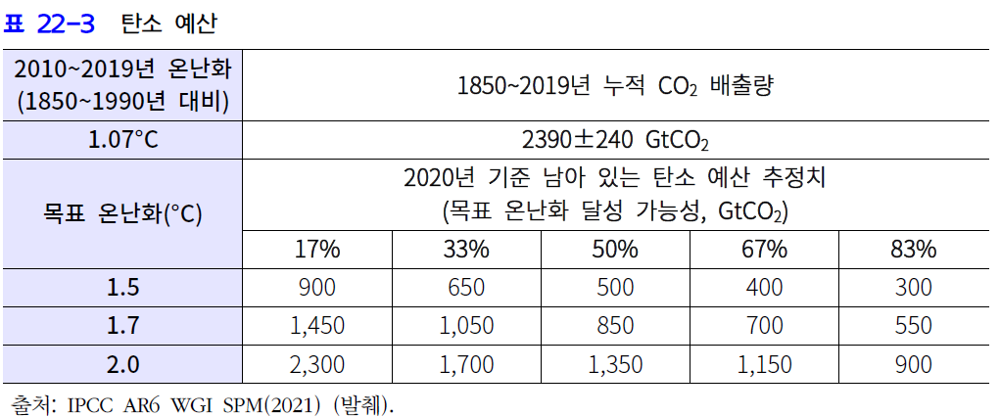 표 22-3 탄소 예산
2010~2019년 온난화
(1850~1990년 대비)
1850~2019년 누적 CO₂ 배출량
1.07°C
2390±240 GtCO₂
목표 온난화(°C)
2020년 기준 남아 있는 탄소 예산 추정치
(목표 온난화 달성 가능성, GtCO₂)
17% 33% 50% 67% 83%
1.5 900 650 500 400 300
1.7 1,450 1,050 850 700 550
2.0 2,300 1,700 1,350 1,150 900
출처: IPCC AR6 WGI SPM(2021) (발췌).